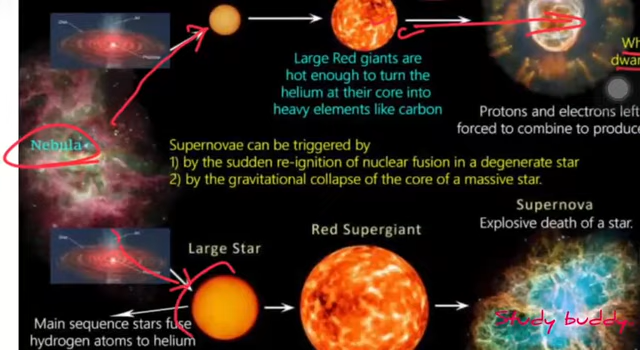 Large Red giants are
hot enough to turn the
helium at their core into
heavy elements like carbon
Wh
dwar
Protons and electrons left
forced to combine to produce
Nebula
Supernovae can be triggered by
1) by the sudden re-ignition of nuclear fusion in a degenerate star
2) by the gravitational collapse of the core of a massive star.
Supernova
Explosive death of a star.
Red Supergiant
Large Star
Main sequence stars fuse
hydrogen atoms to helium
Study buddy